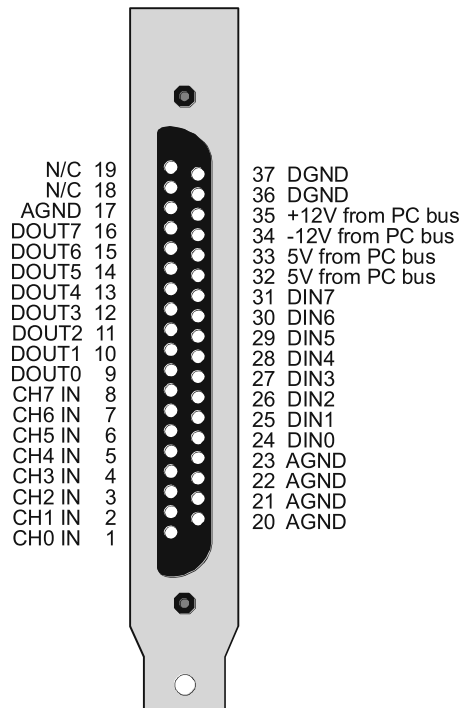 N/C 19
N/C 18
AGND 17
DOUT7 16
DOUT6 15
DOUT5 14
DOUT4 13
DOUT3 12
DOUT2 11
DOUT1 10
DOUT0 9
CH7 IN 8
CH6 IN 7
CH5 IN 6
CH4 IN 5
CH3 IN 4
CH2 IN 3
CH1 IN 2
CH0 IN 1
37 DGND
36 DGND
35 +12V from PC bus
34 -12V from PC bus
33 5V from PC bus
32 5V from PC bus
31 DIN7
30 DIN6
29 DIN5
28 DIN4
27 DIN3
26 DIN2
25 DIN1
24 DIN0
23 AGND
22 AGND
21 AGND
20 AGND